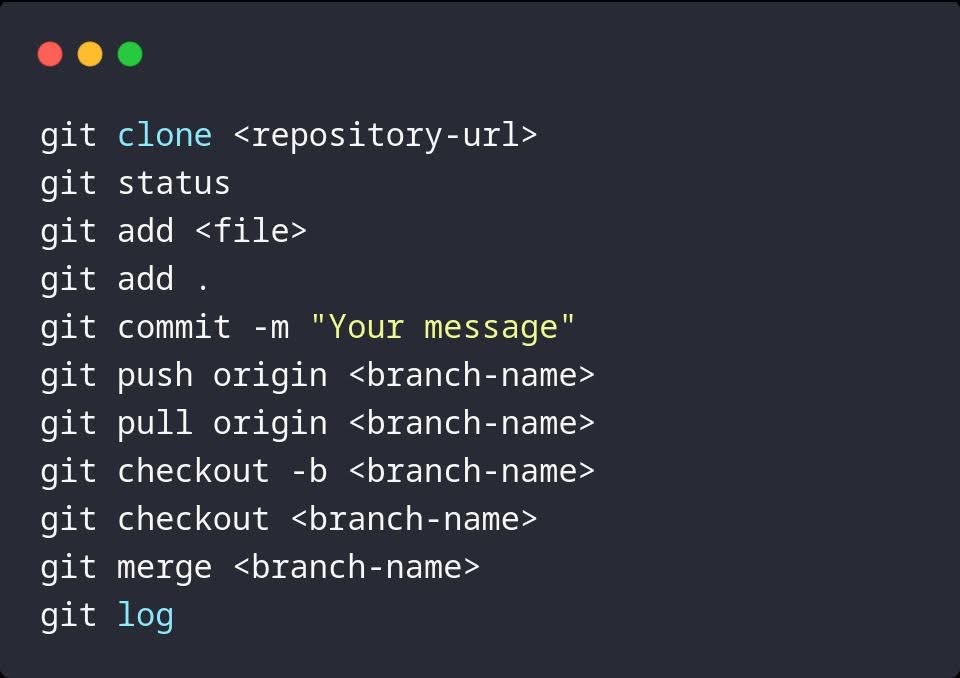 git clone <repository-url>
git status
git add <file>
git add .
git commit -m "Your message"
git push origin <branch-name>
git pull origin <branch-name>
git checkout -b <branch-name>
git checkout <branch-name>
git merge <branch-name>
git log